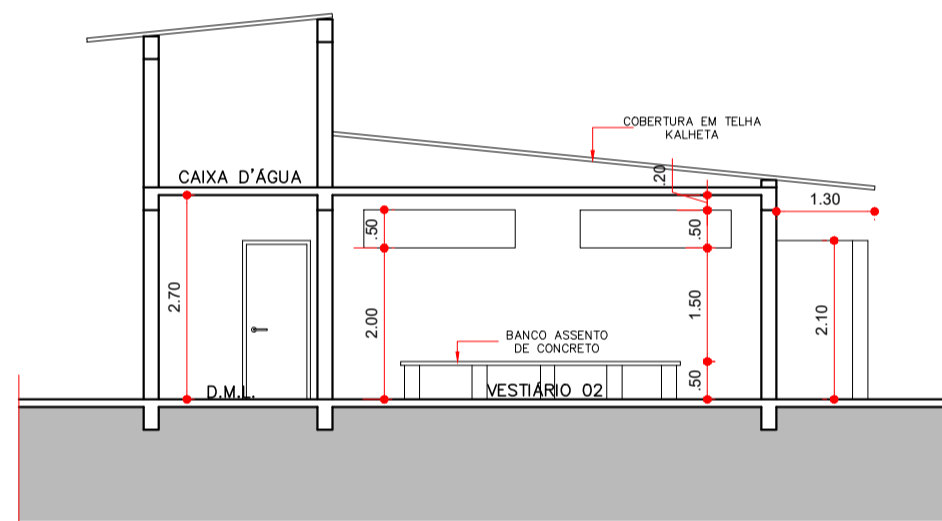 COBERTURA EM TELHA
KALHETA
CAIXA D'ÁGUA
.20
1.30
.50
.50
2.70
2.00
1.50
2.10
BANCO ASSENTO
DE CONCRETO
.50
D.M.L.
VESTIÁRIO 02